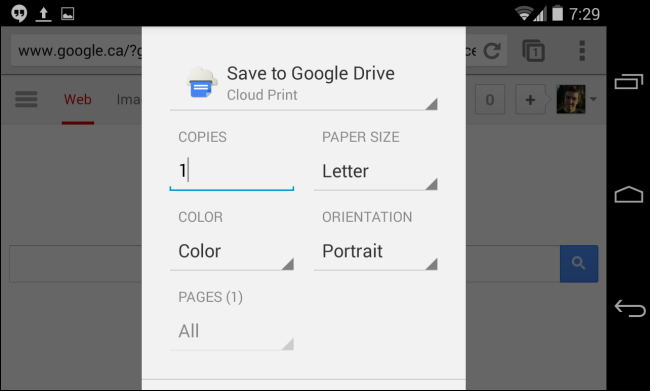 7:29
www.google.ca/?g
1
Save to Google Drive
Cloud Print
Web
0
+
COPIES
PAPER SIZE
1
Letter
COLOR
ORIENTATION
Color
Portrait
PAGES (1)
All